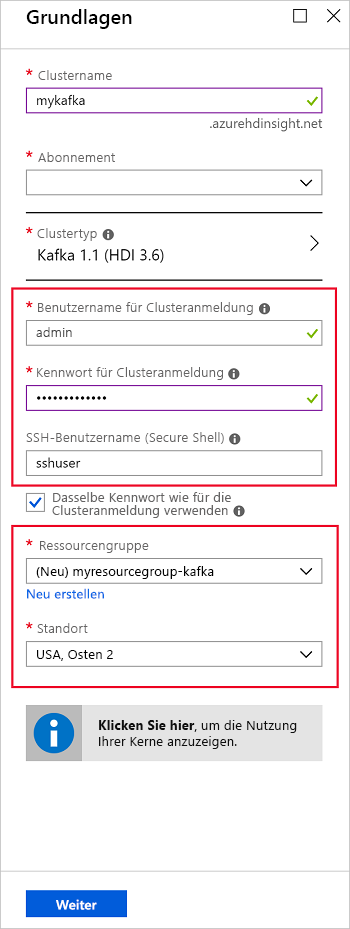 Grundlagen
* Clustername
mykafka
.azurehdinsight.net
* Abonnement
* Clustertyp
Kafka 1.1 (HDI 3.6)
* Benutzername für Clusteranmeldung
admin
* Kennwort für Clusteranmeldung
•••••••••••••
SSH-Benutzername (Secure Shell)
sshuser
Dasselbe Kennwort wie für die
Clusteranmeldung verwenden
* Ressourcengruppe
(Neu) myresourcegroup-kafka
Neu erstellen
* Standort
USA, Osten 2
Klicken Sie hier, um die Nutzung
Ihrer Kerne anzuzeigen.
Weiter